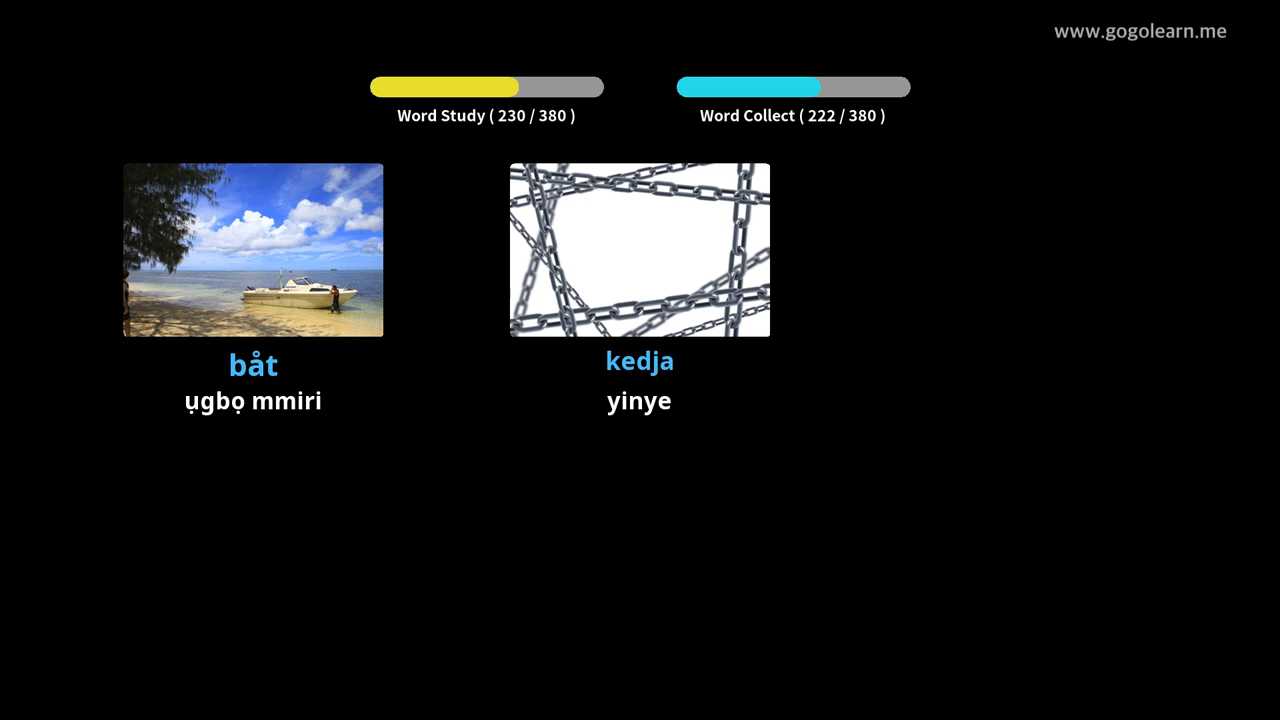 www.gogolearn.me
Word Study ( 230 / 380 )
Word Collect ( 222 / 380 )
båt
ụgbọ mmiri
kedja
yinye